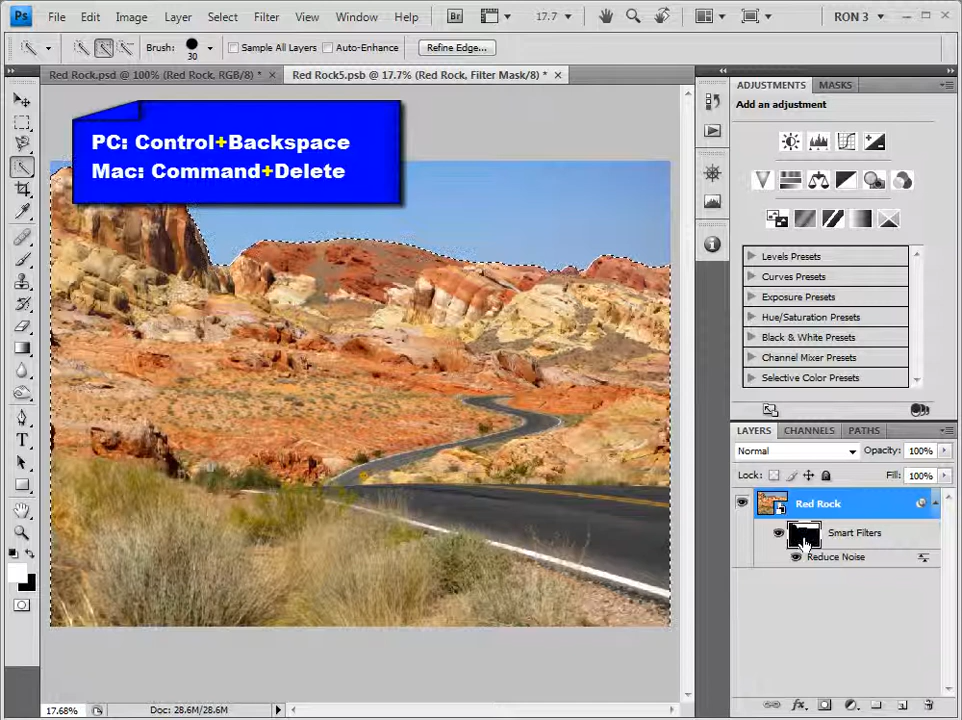 Ps File Edit Image Layer Select Filter View Window Help Br 17.7 RON 3
Brush: 30 Sample All Layers Auto-Enhance Refine Edge...
Red Rock.psd @ 100% (Red Rock, RGB/8) * × Red Rock5.psb @ 17.7% (Red Rock, Filter Mask/8) * ×
PC: Control+Backspace
Mac: Command+Delete
ADJUSTMENTS MASKS
Add an adjustment
Levels Presets
Curves Presets
Exposure Presets
Hue/Saturation Presets
Black & White Presets
Channel Mixer Presets
Selective Color Presets
LAYERS CHANNELS PATHS
Normal Opacity: 100%
Lock: Fill: 100%
Red Rock
Smart Filters
Reduce Noise
17.68% Doc: 28.6M/28.6M